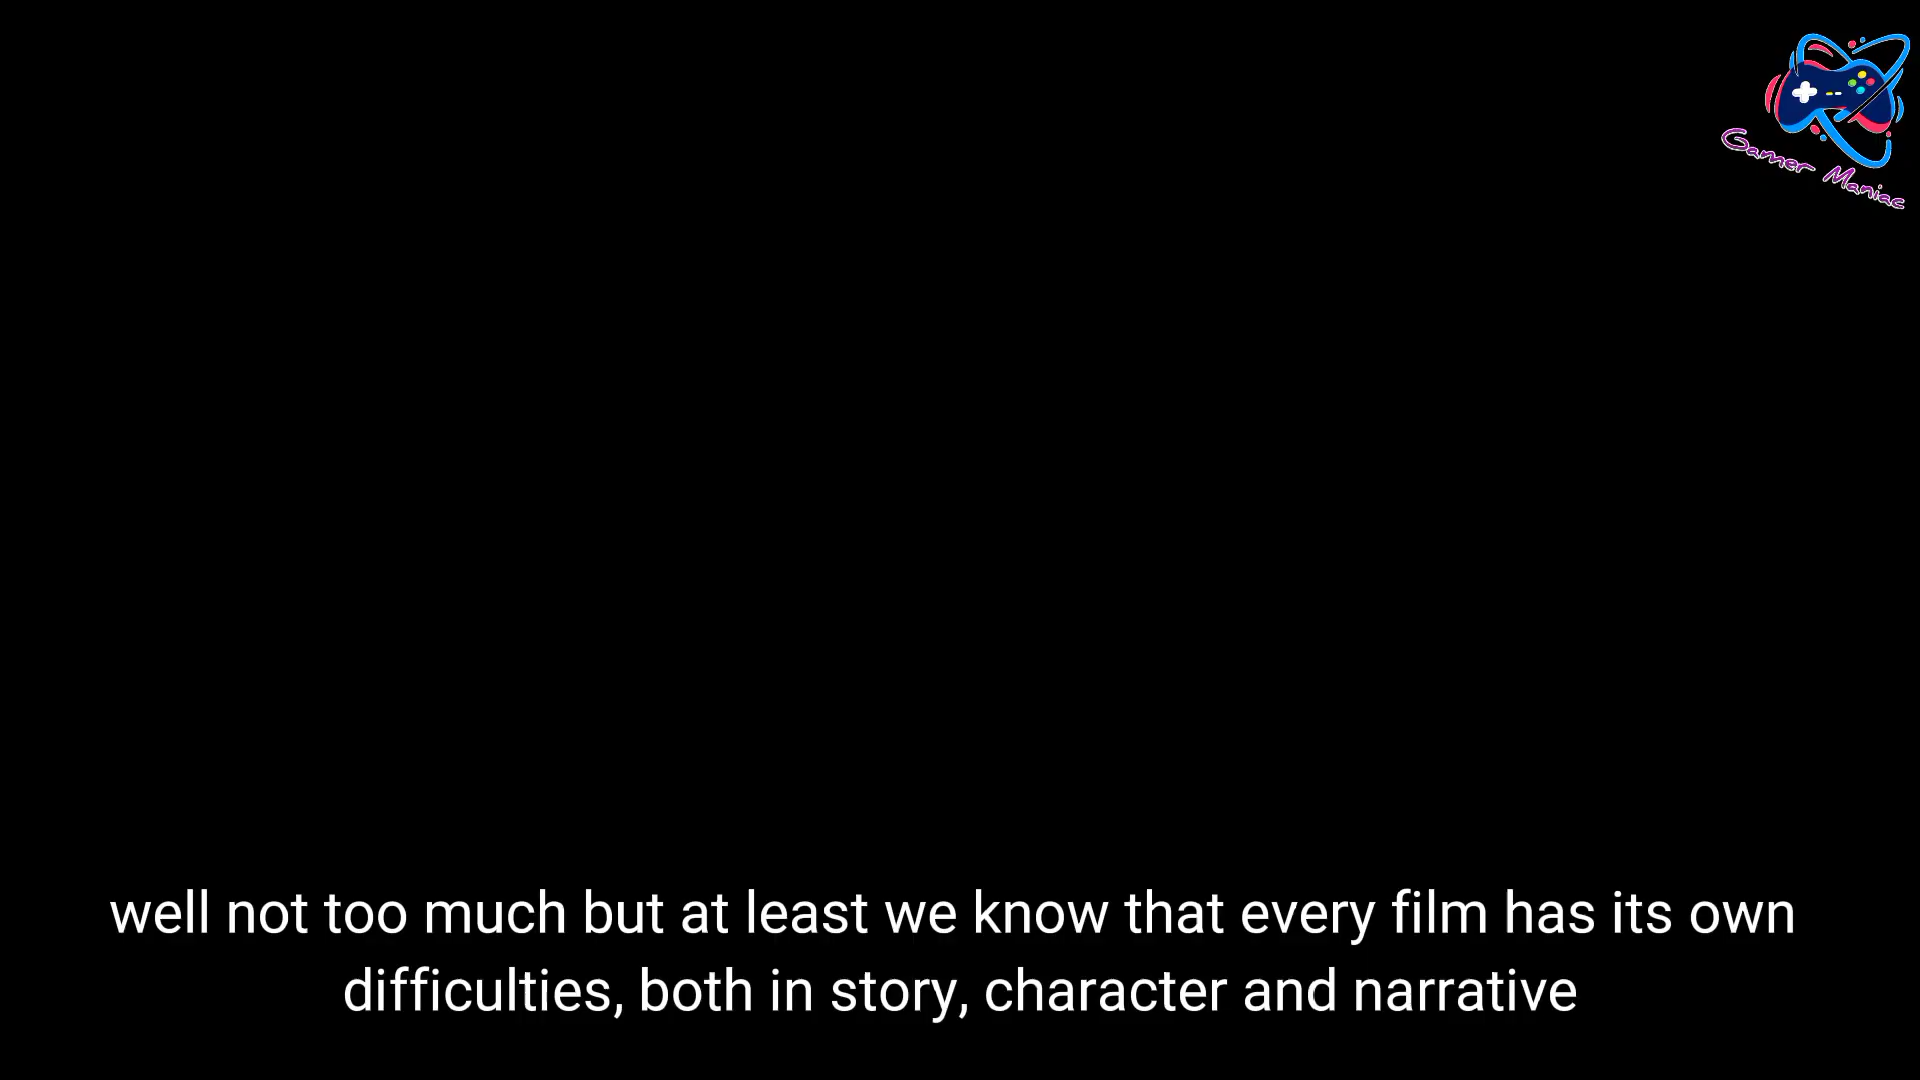 Gamer Maniac
well not too much but at least we know that every film has its own
difficulties, both in story, character and narrative